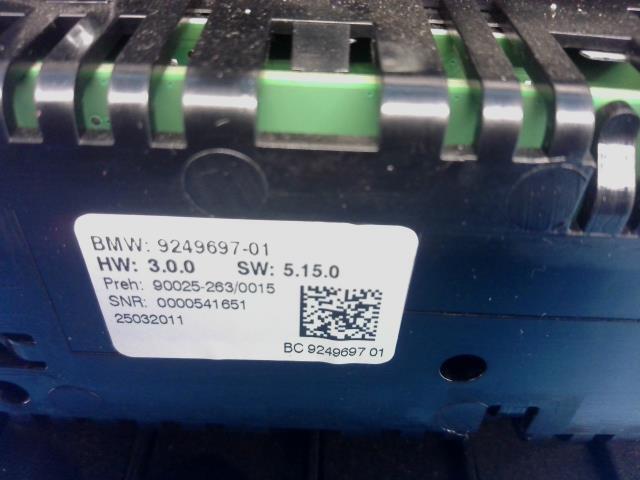 BMW: 9249697-01
HW: 3.0.0 SW: 5.15.0
Preh: 90025-263/0015
SNR: 0000541651
25032011
BC 9249697 01